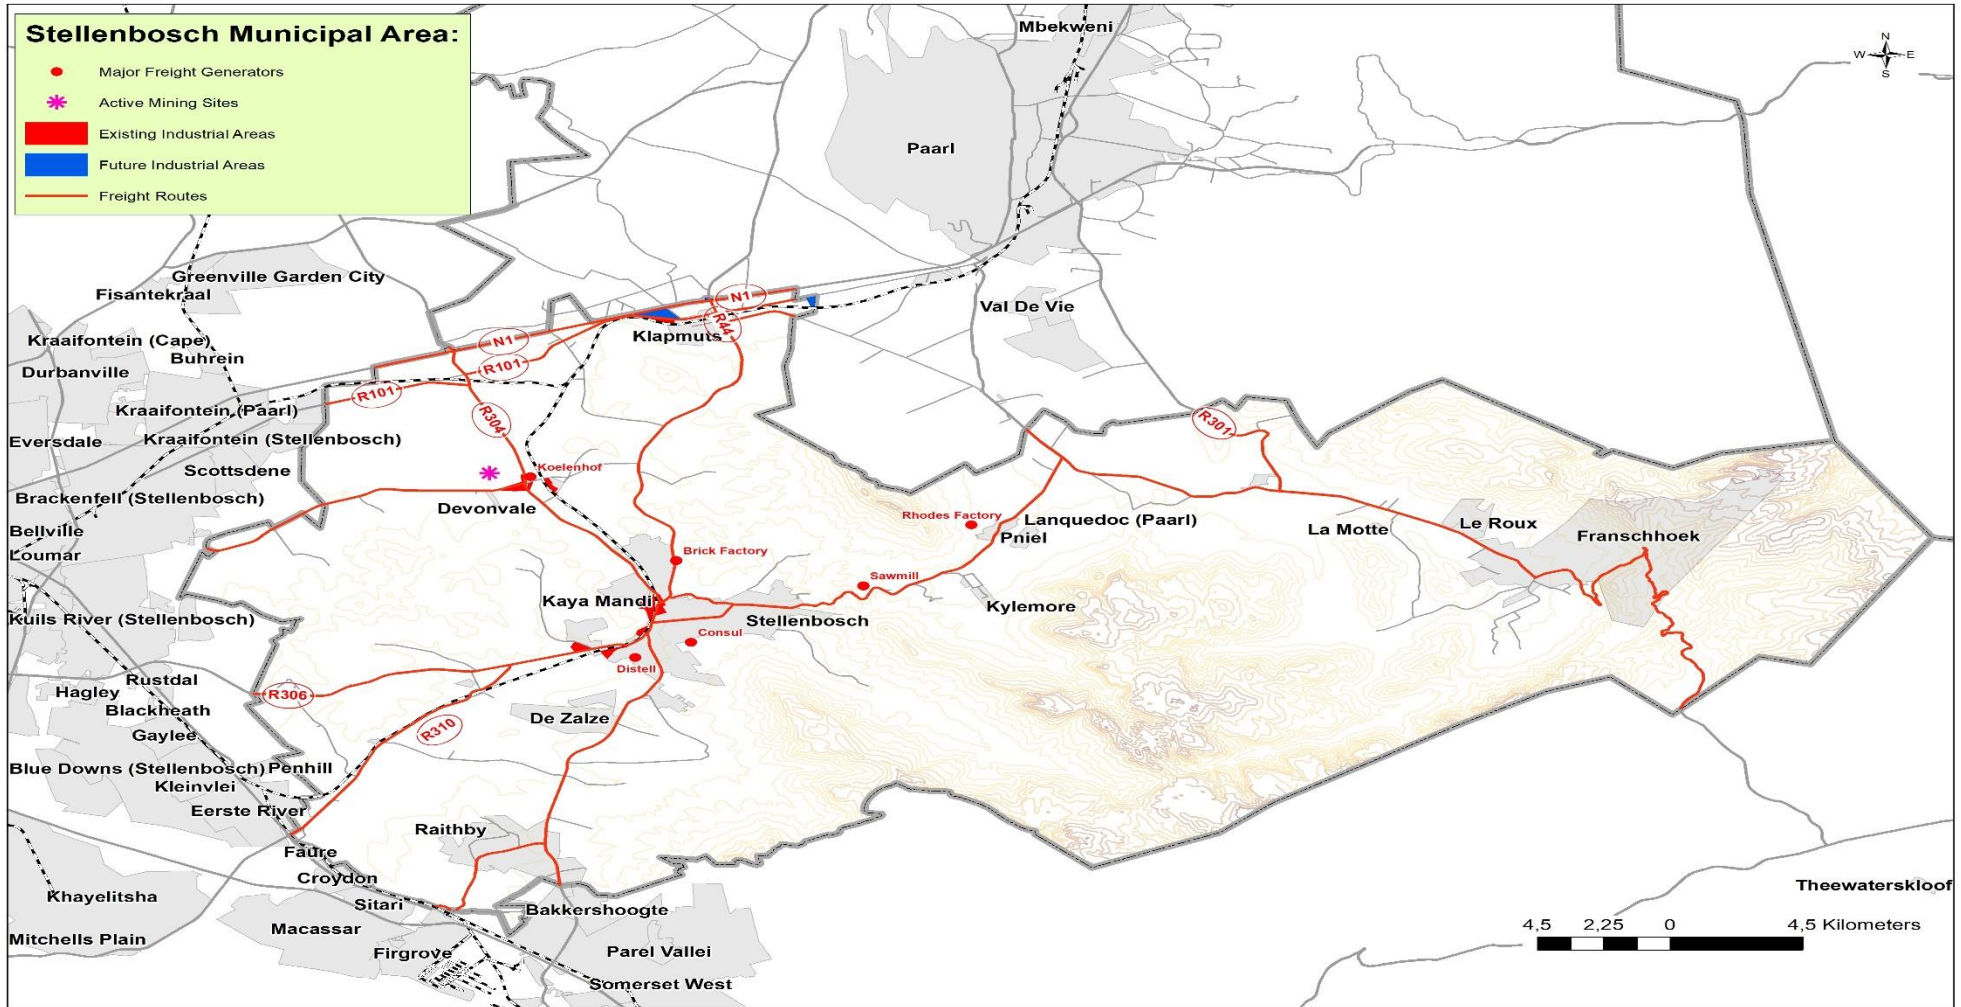 Stellenbosch Municipal Area:
Major Freight Generators
Active Mining Sites
Existing Industrial Areas
Future Industrial Areas
Freight Routes
N
W E
S
Mbekweni
Paarl
Greenville Garden City
Fisantekraal
N1
Val De Vie
R44
Klapmuts
N1
Kraaifontein (Cape)
Buhrein
Durbanville
R101
R101
Kraaifontein (Paarl)
R304
R301
Eversdale
Kraaifontein (Stellenbosch)
Scottsdene
Koelenhof
Brackenfell (Stellenbosch)
Devonvale
Rhodes Factory
Lanquedoc (Paarl)
Pniel
La Motte
Le Roux
Franschhoek
Bellville
Loumar
Brick Factory
Sawmill
Kaya Mandi
Kylemore
Kuils River (Stellenbosch)
Stellenbosch
Consul
Distell
Rustdal
Hagley
R306
Blackheath
De Zalze
Gaylee
R310
Blue Downs (Stellenbosch)
Penhill
Kleinvlei
Eerste River
Raithby
Faure
Croydon
Khayelitsha
Sitari
Bakkershoogte
Theewaterskloof
Macassar
Mitchells Plain
Firgrove
Parel Vallei
Somerset West
4,5 2,25 0 4,5 Kilometers